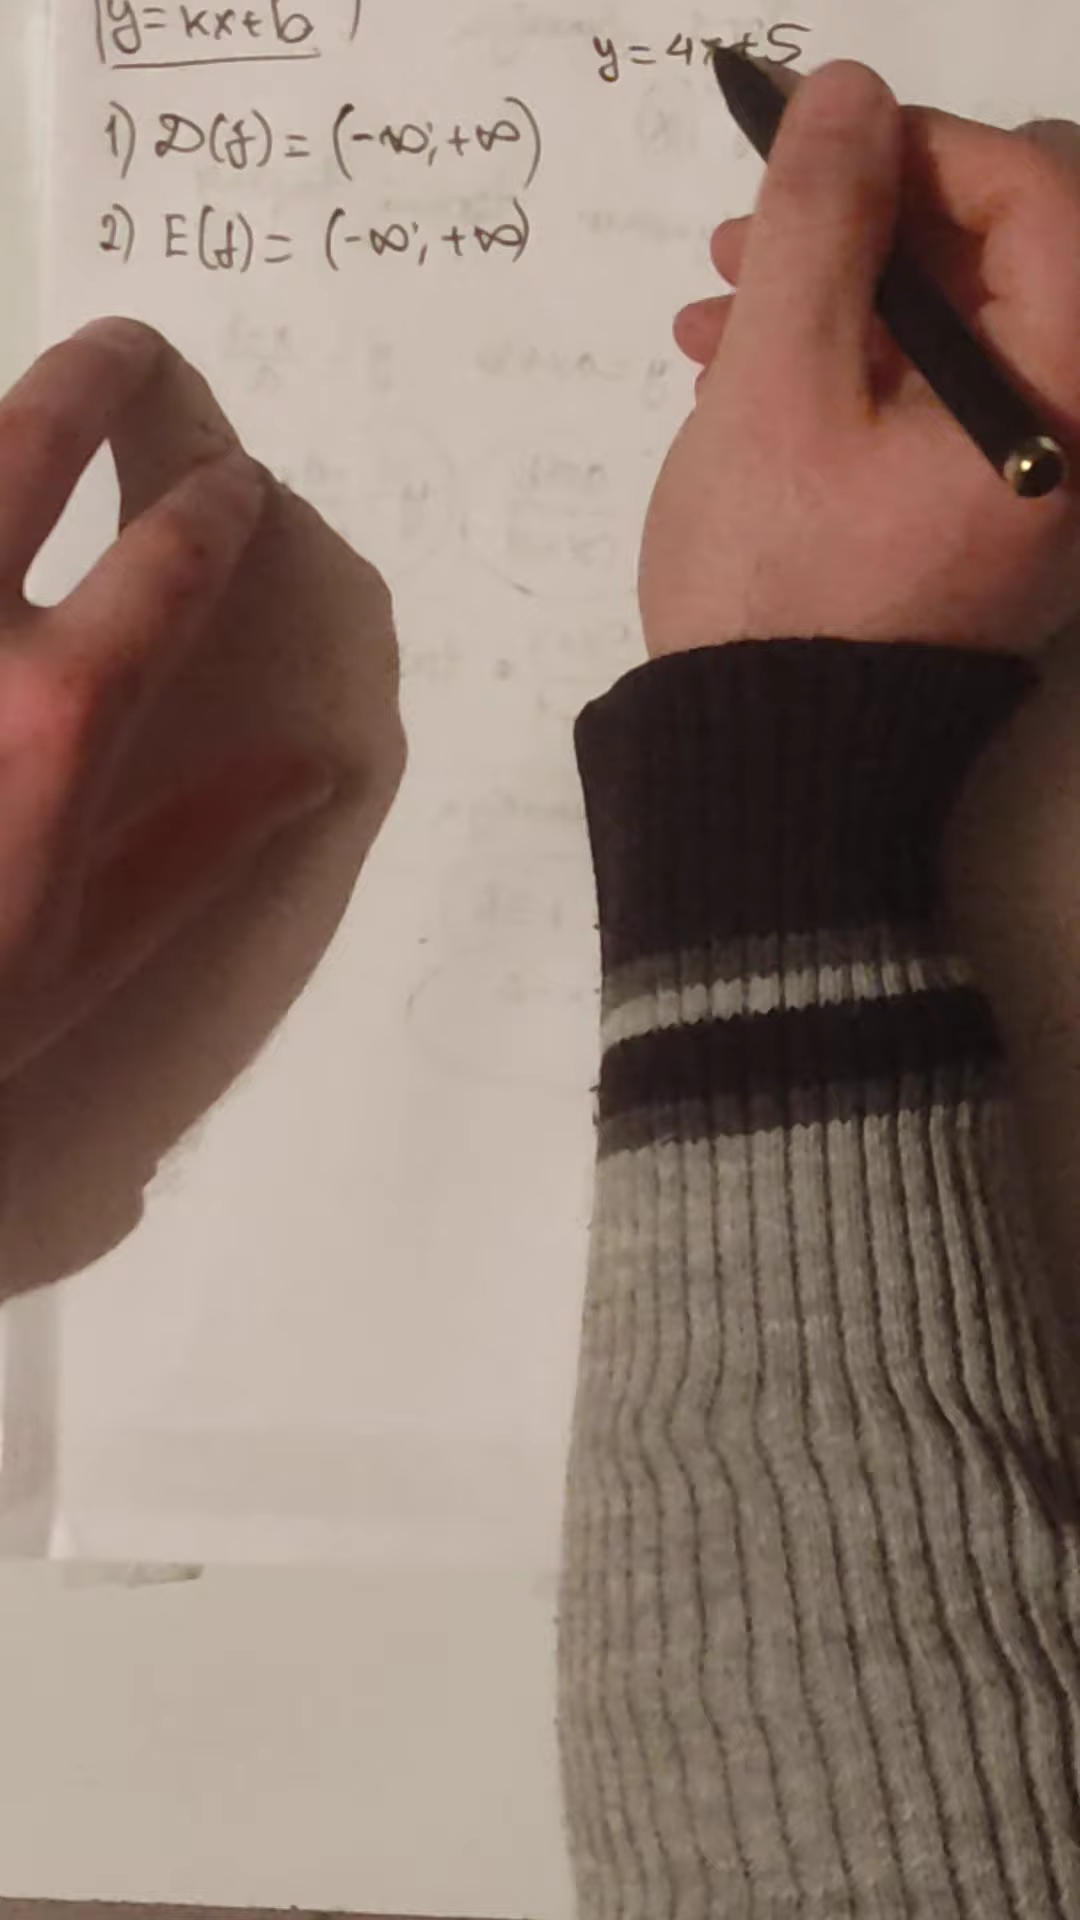 y = kx + b
y = 4x + 5
1) D(f) = (-∞; +∞)
2) E(f) = (-∞; +∞)